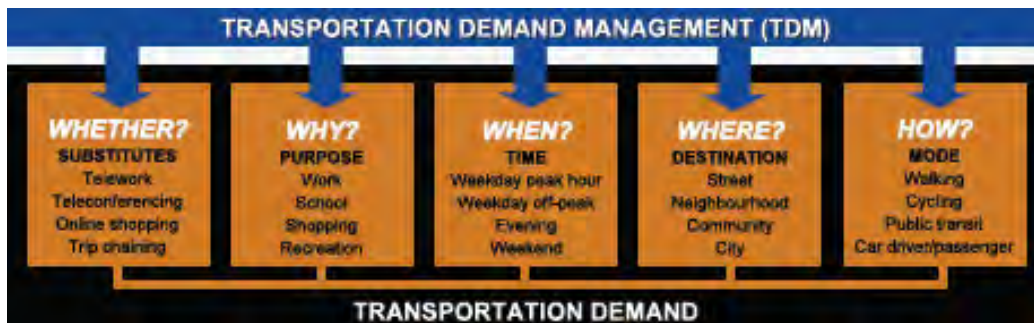 TRANSPORTATION DEMAND MANAGEMENT (TDM)
WHETHER?
SUBSTITUTES
Telework
Teleconferencing
Online shopping
Trip chaining
WHY?
PURPOSE
Work
School
Shopping
Recreation
WHEN?
TIME
Weekday peak hour
Weekday off-peak
Evening
Weekend
WHERE?
DESTINATION
Street
Neighbourhood
Community
City
HOW?
MODE
Walking
Cycling
Public transit
Car driver/passenger
TRANSPORTATION DEMAND